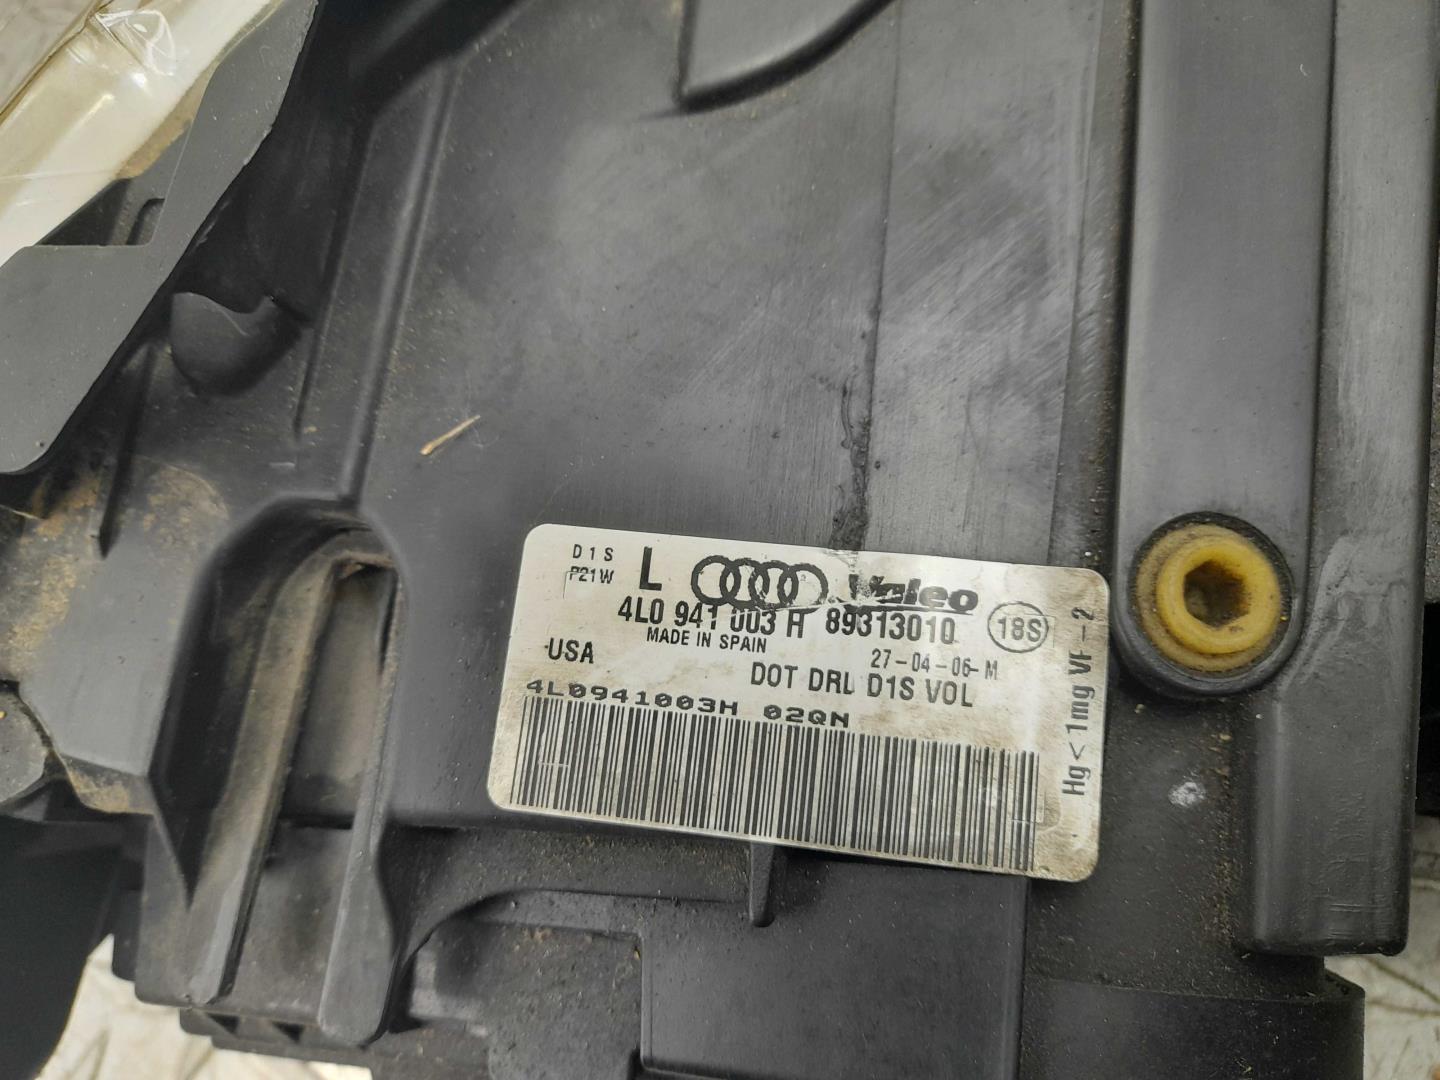 D1S
P21W
L
Valeo
4L0 941 003 H 89313010
18S
MADE IN SPAIN
27-04-06-M
USA
DOT DRL D1S VOL
4L0941003H 02QN
Hg<1mg VF-2